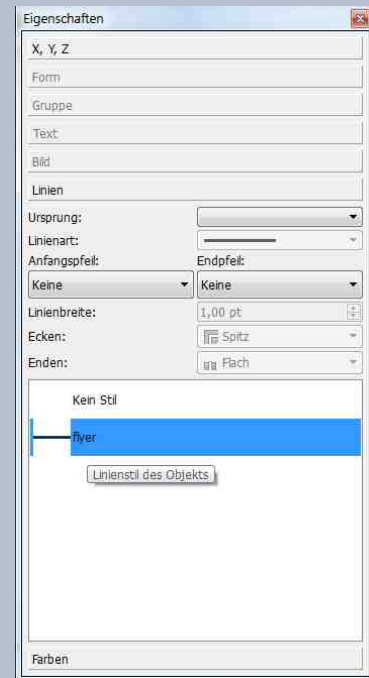 Eigenschaften
X, Y, Z
Form
Gruppe
Text
Bild
Linien
Ursprung:
Linienart:
Anfangspfeil: Endpfeil:
Keine Keine
Linienbreite: 1,00 pt
Ecken: Spitz
Enden: Flach
Kein Stil
flyer
Linienstil des Objekts
Farben